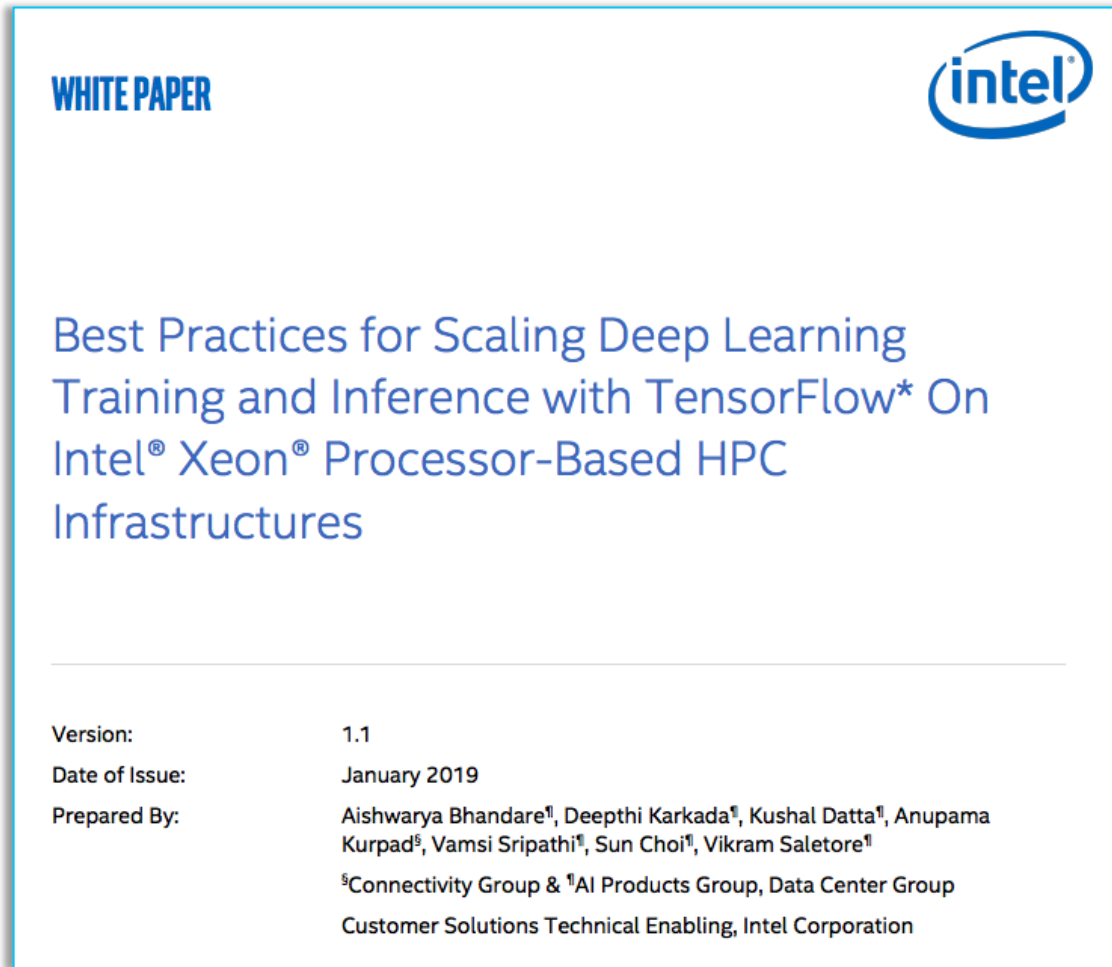 WHITE PAPER
intel®
Best Practices for Scaling Deep Learning
Training and Inference with TensorFlow* On
Intel® Xeon® Processor-Based HPC
Infrastructures
Version: 1.1
Date of Issue: January 2019
Prepared By: Aishwarya Bhandare¶, Deepthi Karkada¶, Kushal Datta¶, Anupama
Kurpad§, Vamsi Sripathi¶, Sun Choi¶, Vikram Saletore¶
§Connectivity Group & ¶AI Products Group, Data Center Group
Customer Solutions Technical Enabling, Intel Corporation